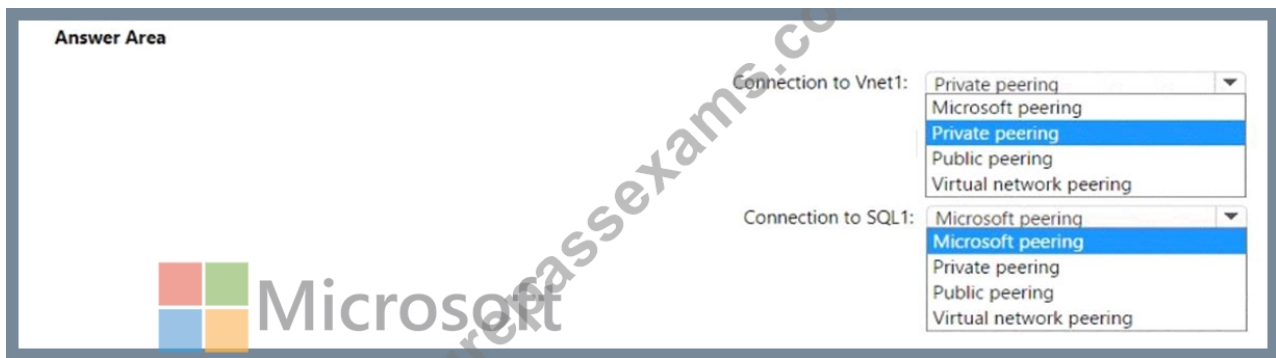 Answer Area
Connection to Vnet1: Private peering
Microsoft peering
Private peering
Public peering
Virtual network peering
Connection to SQL1: Microsoft peering
Microsoft peering
Private peering
Public peering
Virtual network peering
Microsoft